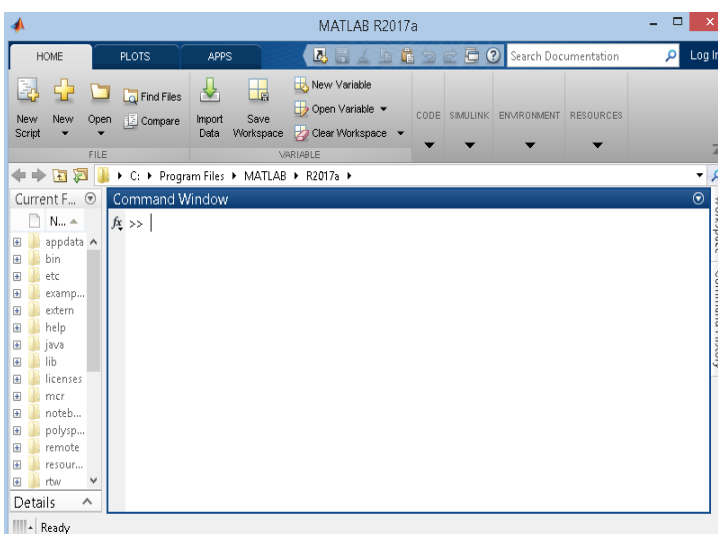 MATLAB R2017a
HOME PLOTS APPS Search Documentation Log In
New Script New Open Find Files Compare Import Data Save Workspace New Variable Open Variable Clear Workspace CODE SIMULINK ENVIRONMENT RESOURCES
FILE VARIABLE
C: Program Files MATLAB R2017a
Current F... Command Window
N...
fx >>
appdata
bin
etc
examp...
extern
help
java
lib
licenses
mcr
noteb...
polysp...
remote
resour...
rtw
Details
Ready
Workspace
Command History